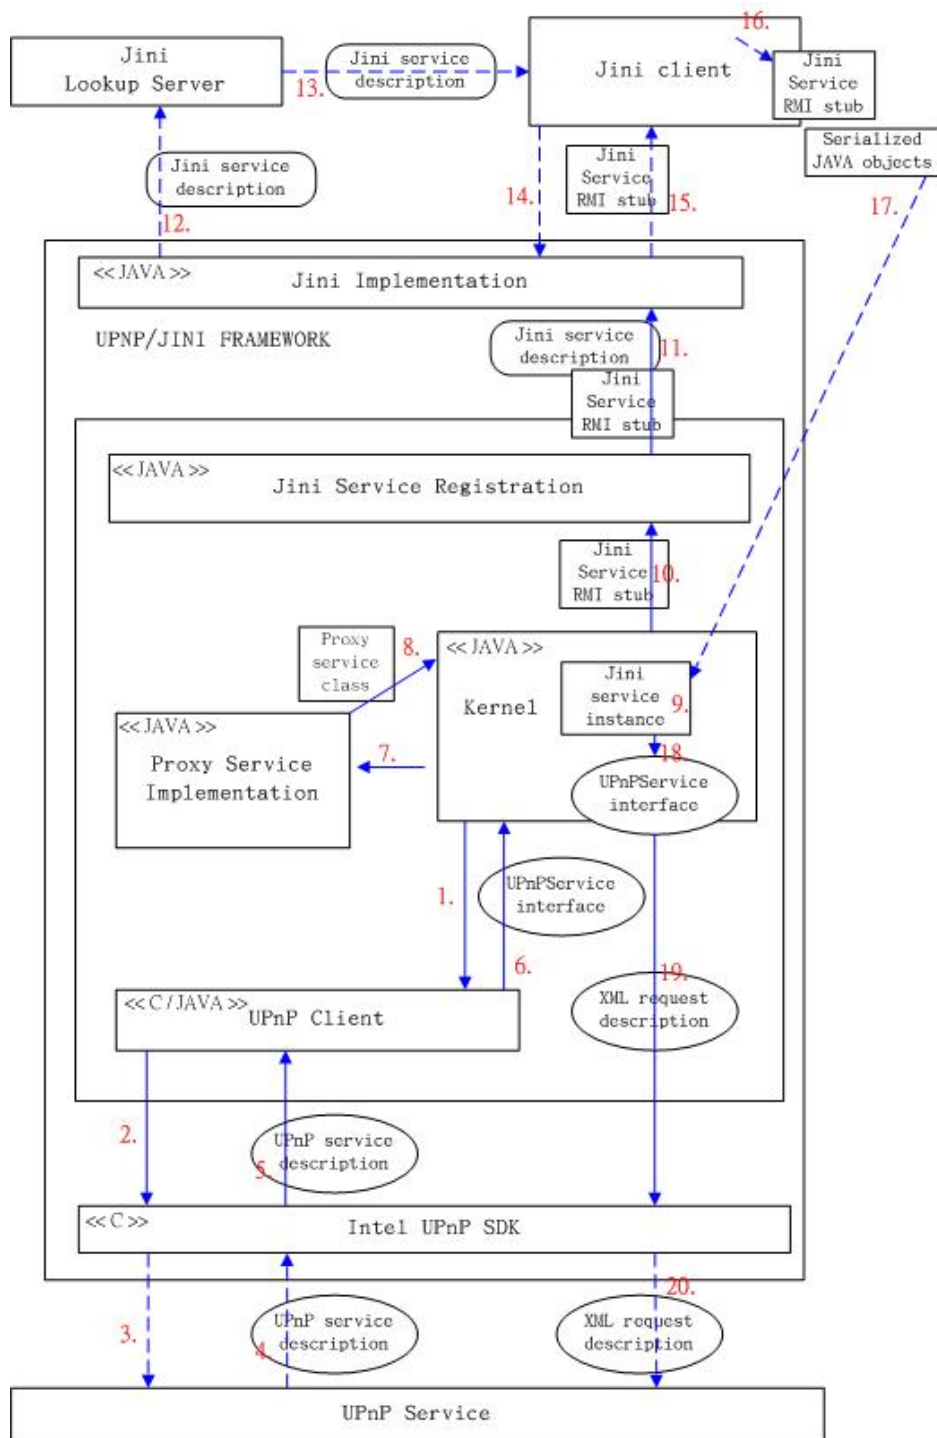 16.
Jini
Lookup Server
13.
Jini service
description
Jini client
Jini
Service
RMI stub
Serialized
JAVA objects
Jini service
description
12.
14.
Jini
Service
RMI stub
15.
17.
<<JAVA>>
Jini Implementation
UPNP/JINI FRAMEWORK
Jini service
description
11.
Jini
Service
RMI stub
<<JAVA>>
Jini Service Registration
Jini
Service
RMI stub
10.
Proxy
service
class
8.
<<JAVA>>
Kernel
Jini
service
instance
9.
<<JAVA>>
Proxy Service
Implementation
7.
18.
UPnPService
interface
1.
UPnPService
interface
6.
19.
XML request
description
<<C/JAVA>>
UPnP Client
2.
UPnP service
description
5.
<<C>>
Intel UPnP SDK
20.
3.
UPnP service
description
4.
XML request
description
UPnP Service